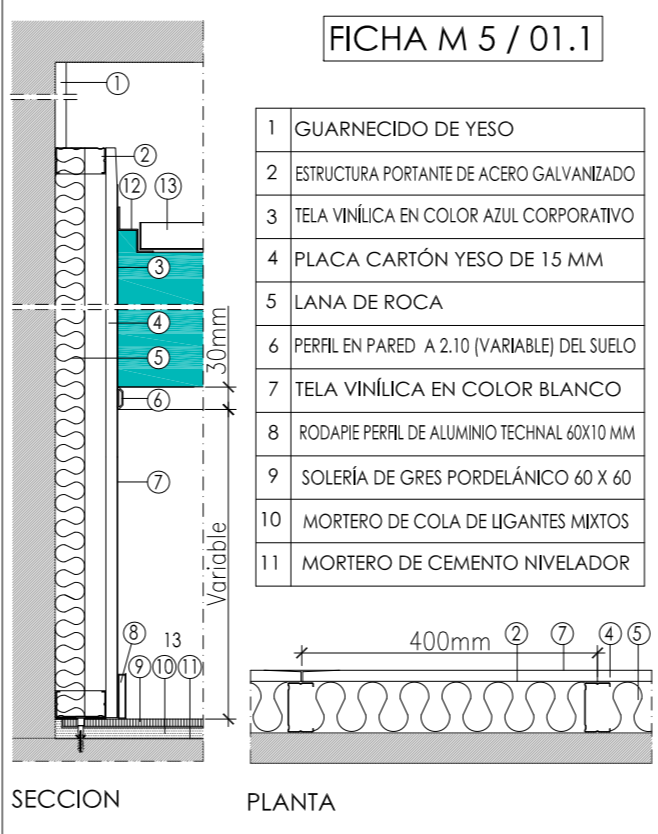 FICHA M 5 / 01.1
1 GUARNECIDO DE YESO
2 ESTRUCTURA PORTANTE DE ACERO GALVANIZADO
3 TELA VINÍLICA EN COLOR AZUL CORPORATIVO
4 PLACA CARTÓN YESO DE 15 MM
5 LANA DE ROCA
6 PERFIL EN PARED A 2.10 (VARIABLE) DEL SUELO
7 TELA VINÍLICA EN COLOR BLANCO
8 RODAPIE PERFIL DE ALUMINIO TECHNAL 60X10 MM
9 SOLERÍA DE GRES PORDELÁNICO 60 X 60
10 MORTERO DE COLA DE LIGANTES MIXTOS
11 MORTERO DE CEMENTO NIVELADOR
1
2
12 13
3
4
30mm
5
6
7
Variable
8 13
9 10 11
400mm 2 7 4 5
SECCION
PLANTA